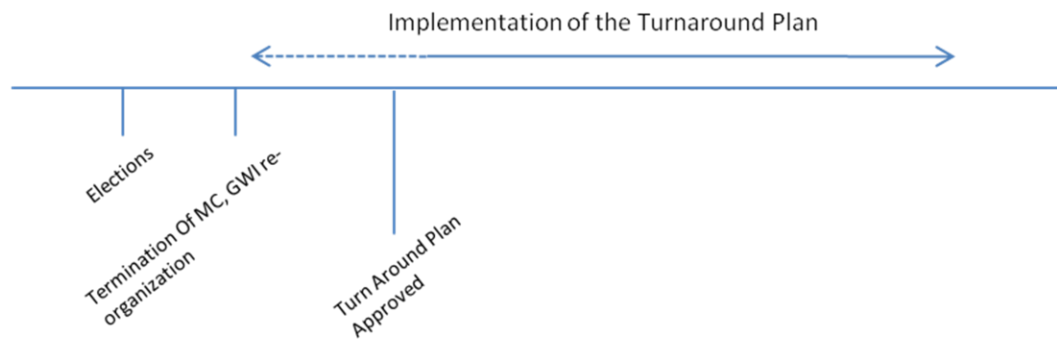 Implementation of the Turnaround Plan
Elections
Termination Of MC, GWI re-
organization
Turn Around Plan
Approved